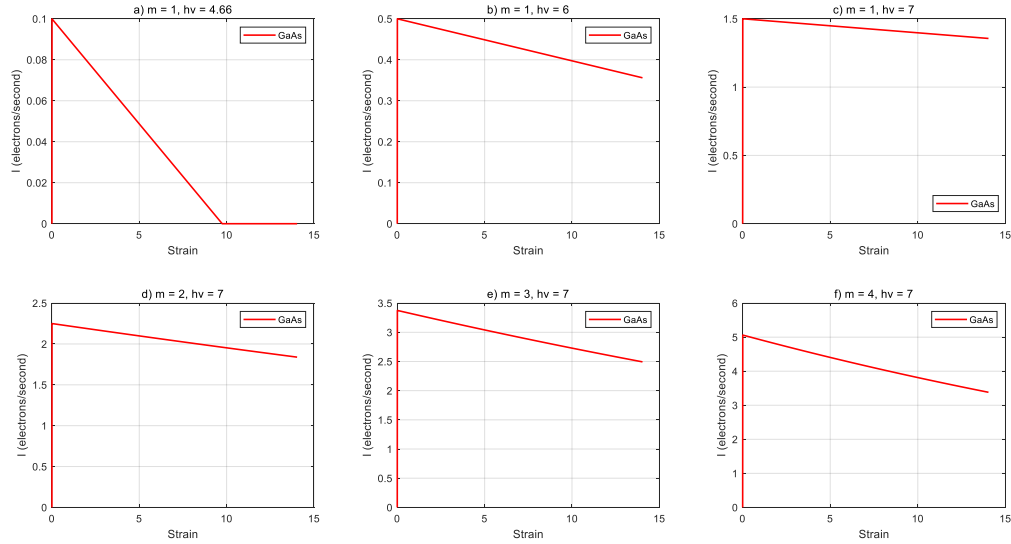 a) m = 1, hv = 4.66
I (electrons/second)
0.1
0.08
0.06
0.04
0.02
0
GaAs
0 5 10 15
Strain
b) m = 1, hv = 6
I (electrons/second)
0.5
0.4
0.3
0.2
0.1
0
GaAs
0 5 10 15
Strain
c) m = 1, hv = 7
I (electrons/second)
1.5
1
0.5
0
GaAs
0 5 10 15
Strain
d) m = 2, hv = 7
I (electrons/second)
2.5
2
1.5
1
0.5
0
GaAs
0 5 10 15
Strain
e) m = 3, hv = 7
I (electrons/second)
3.5
3
2.5
2
1.5
1
0.5
0
GaAs
0 5 10 15
Strain
f) m = 4, hv = 7
I (electrons/second)
6
5
4
3
2
1
0
GaAs
0 5 10 15
Strain